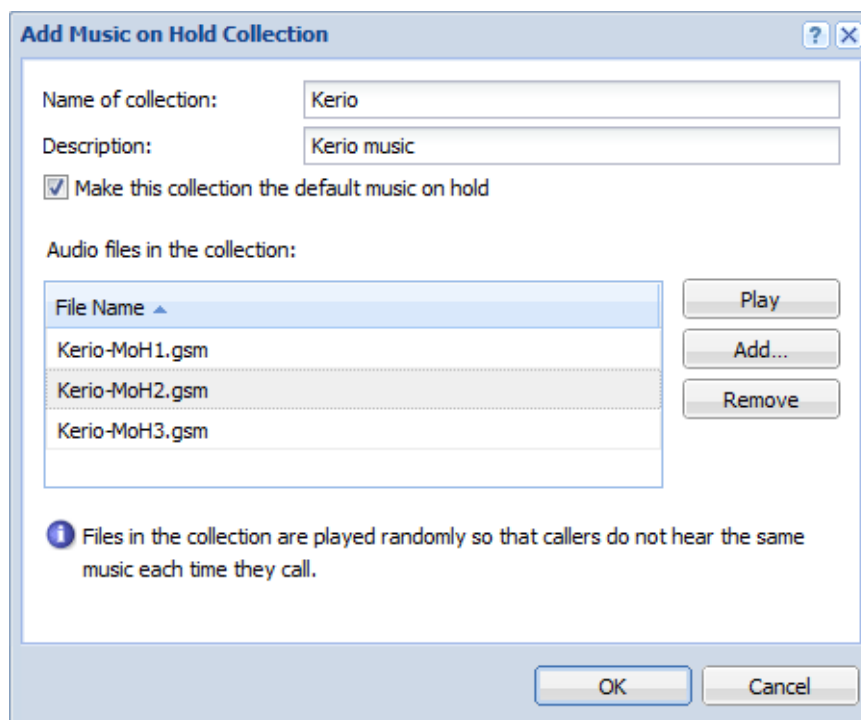 Add Music on Hold Collection
Name of collection: Kerio
Description: Kerio music
Make this collection the default music on hold
Audio files in the collection:
File Name
Play
Kerio-MoH1.gsm
Add...
Kerio-MoH2.gsm
Remove
Kerio-MoH3.gsm
Files in the collection are played randomly so that callers do not hear the same
music each time they call.
OK Cancel